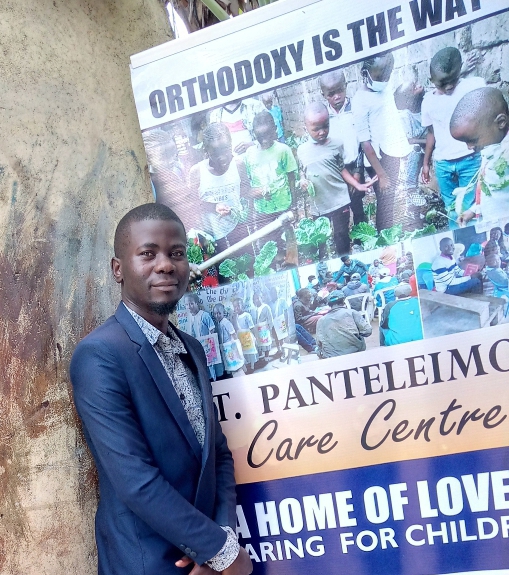 ORTHODOXY IS THE WAY
T. PANTELEIMO
Care Centre
A HOME OF LOVE
ARING FOR CHILDR